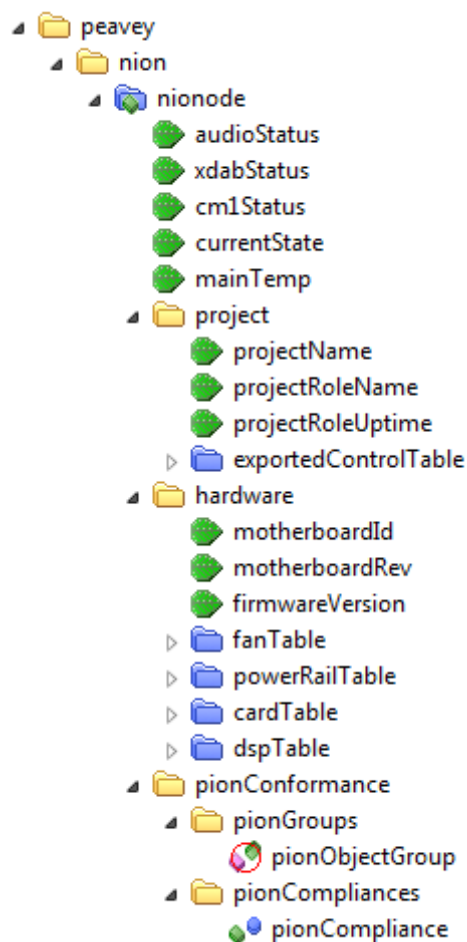 peavey
nion
nionode
audioStatus
xdabStatus
cm1Status
currentState
mainTemp
project
projectName
projectRoleName
projectRoleUptime
exportedControlTable
hardware
motherboardId
motherboardRev
firmwareVersion
fanTable
powerRailTable
cardTable
dspTable
pionConformance
pionGroups
pionObjectGroup
pionCompliances
pionCompliance